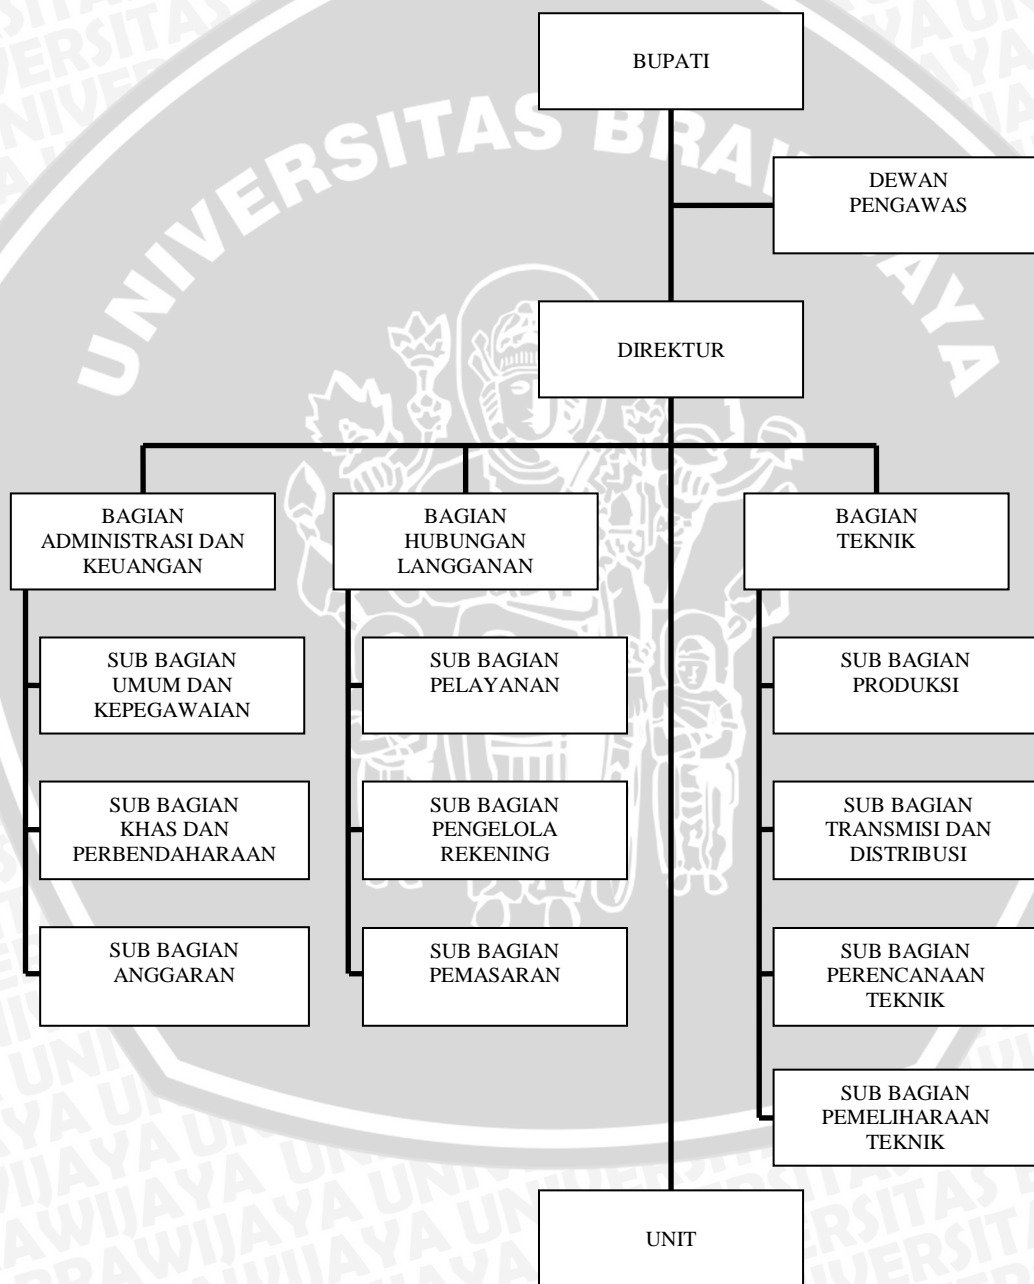 BUPATI
DEWAN
PENGAWAS
DIREKTUR
BAGIAN
ADMINISTRASI DAN
KEUANGAN
BAGIAN
HUBUNGAN
LANGGANAN
BAGIAN
TEKNIK
SUB BAGIAN
UMUM DAN
KEPEGAWAIAN
SUB BAGIAN
PELAYANAN
SUB BAGIAN
PRODUKSI
SUB BAGIAN
KHAS DAN
PERBENDAHARAAN
SUB BAGIAN
PENGELOLA
REKENING
SUB BAGIAN
TRANSMISI DAN
DISTRIBUSI
SUB BAGIAN
ANGGARAN
SUB BAGIAN
PEMASARAN
SUB BAGIAN
PERENCANAAN
TEKNIK
SUB BAGIAN
PEMELIHARAAN
TEKNIK
UNIT
UNIVERSITAS BRAWIJAYA